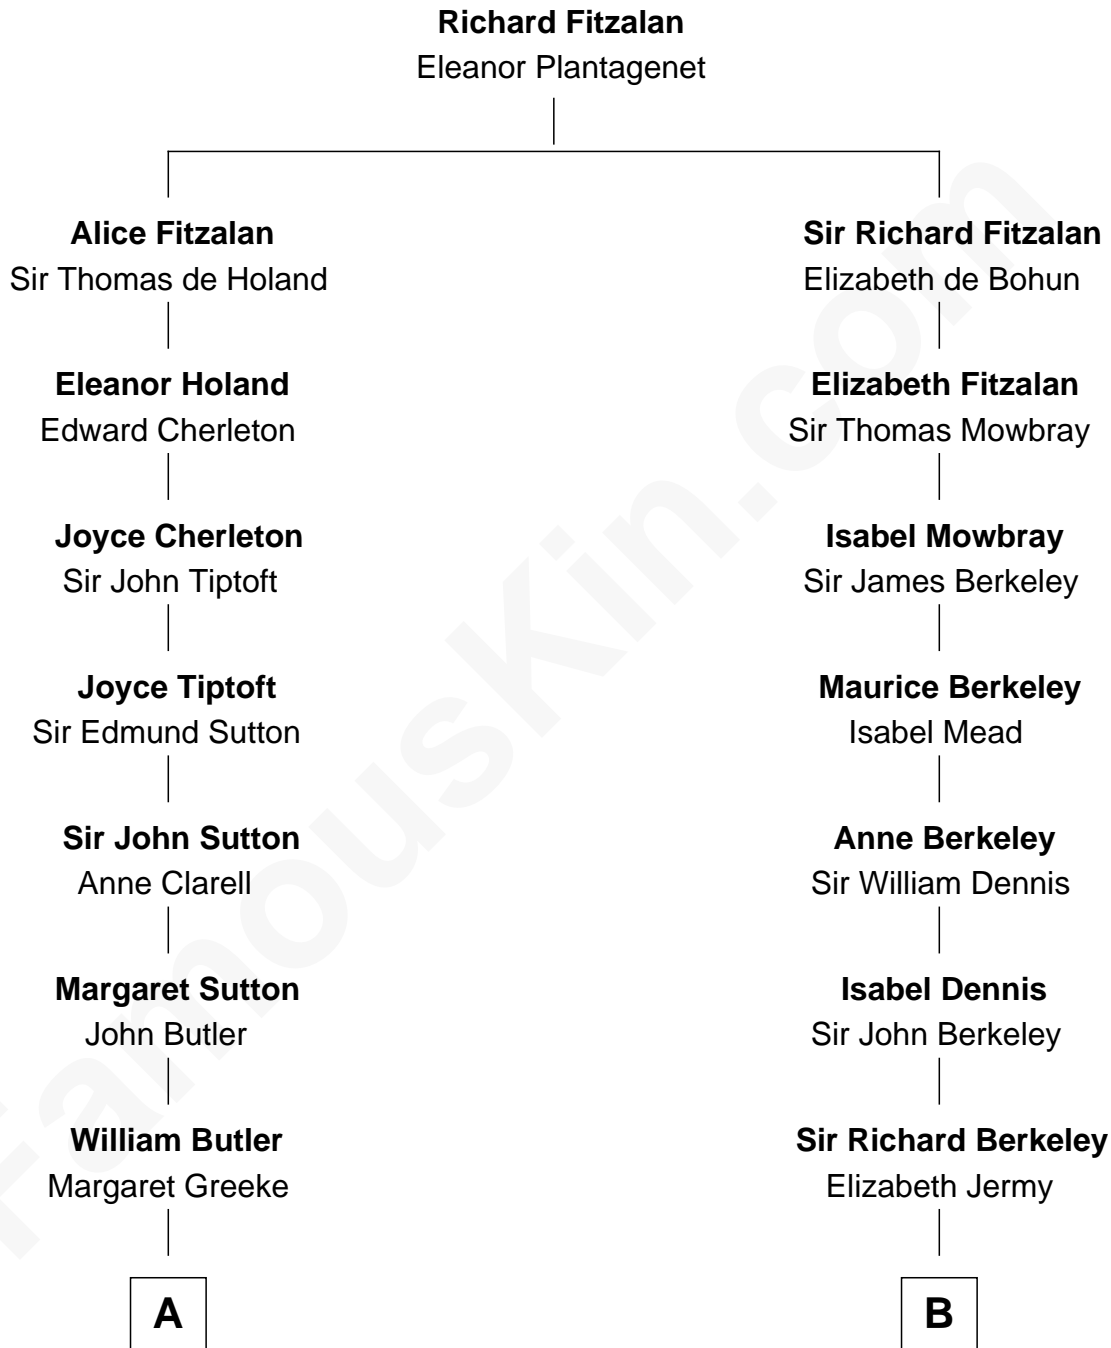 Richard Fitzalan
Eleanor Plantagenet
Alice Fitzalan
Sir Thomas de Holand
Sir Richard Fitzalan
Elizabeth de Bohun
Eleanor Holand
Edward Cherleton
Elizabeth Fitzalan
Sir Thomas Mowbray
Joyce Cherleton
Sir John Tiptoft
Isabel Mowbray
Sir James Berkeley
Joyce Tiptoft
Sir Edmund Sutton
Maurice Berkeley
Isabel Mead
Sir John Sutton
Anne Clarell
Anne Berkeley
Sir William Dennis
Margaret Sutton
John Butler
Isabel Dennis
Sir John Berkeley
William Butler
Margaret Greeke
Sir Richard Berkeley
Elizabeth Jermy
A
B
FamousKin.com